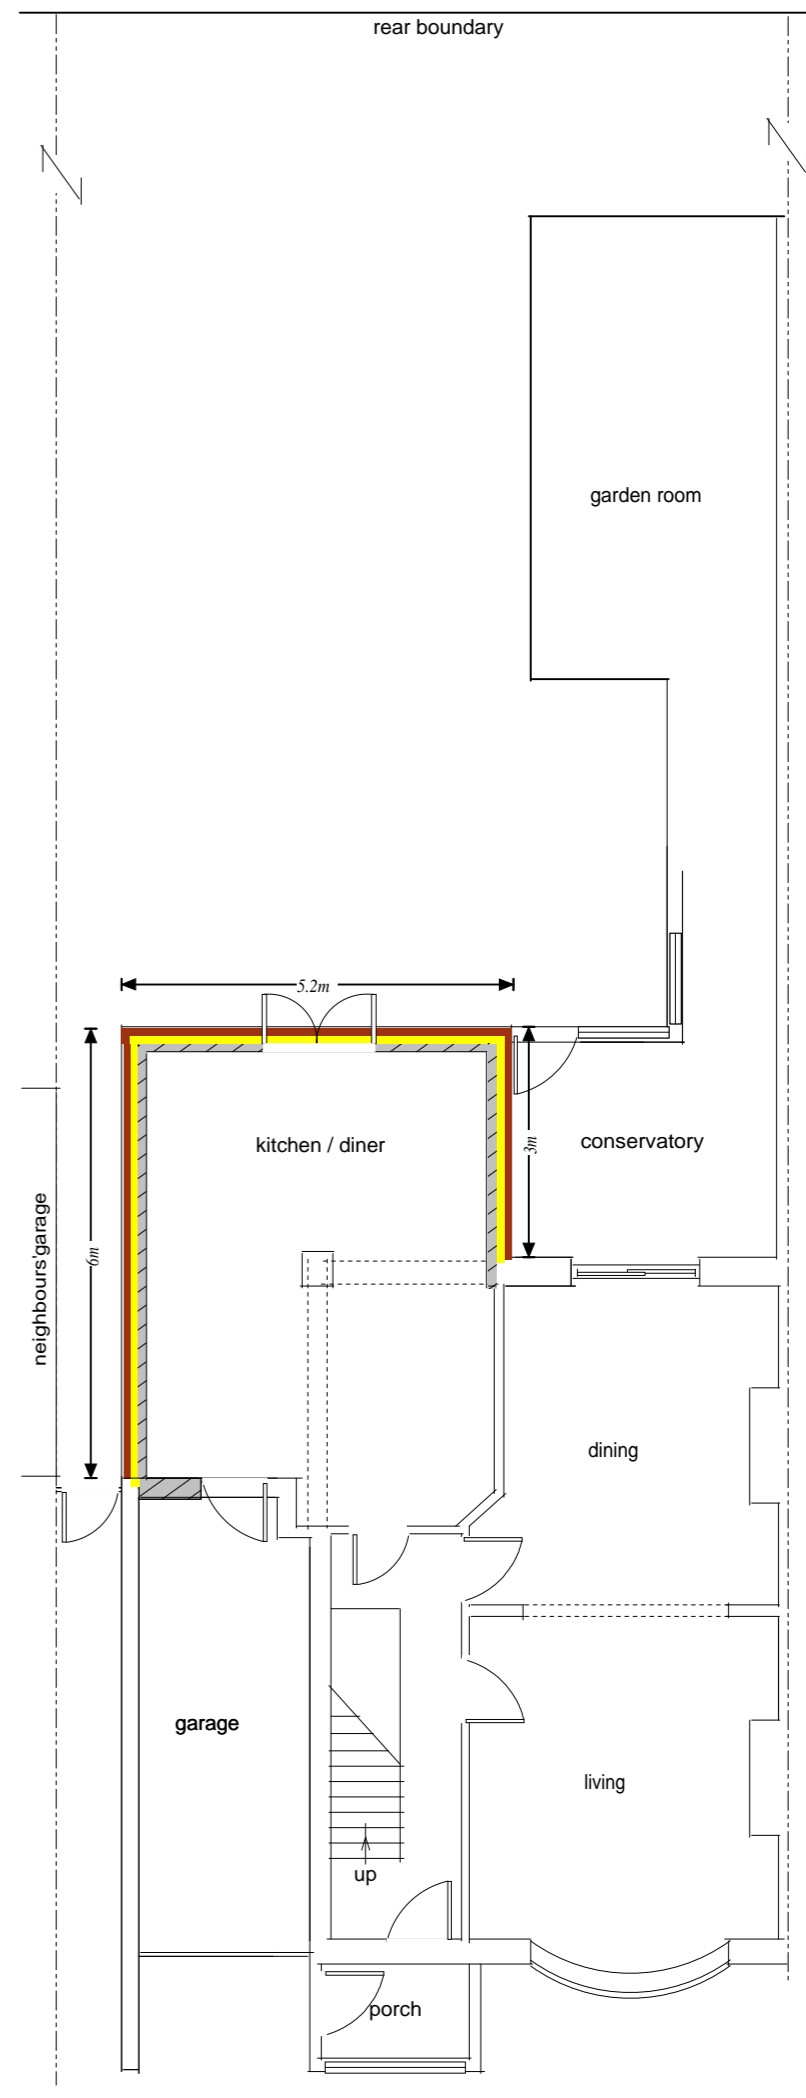 rear boundary
garden room
5.2m
kitchen / diner
conservatory
3m
6m
neighbours'garage
dining
garage
living
up
porch